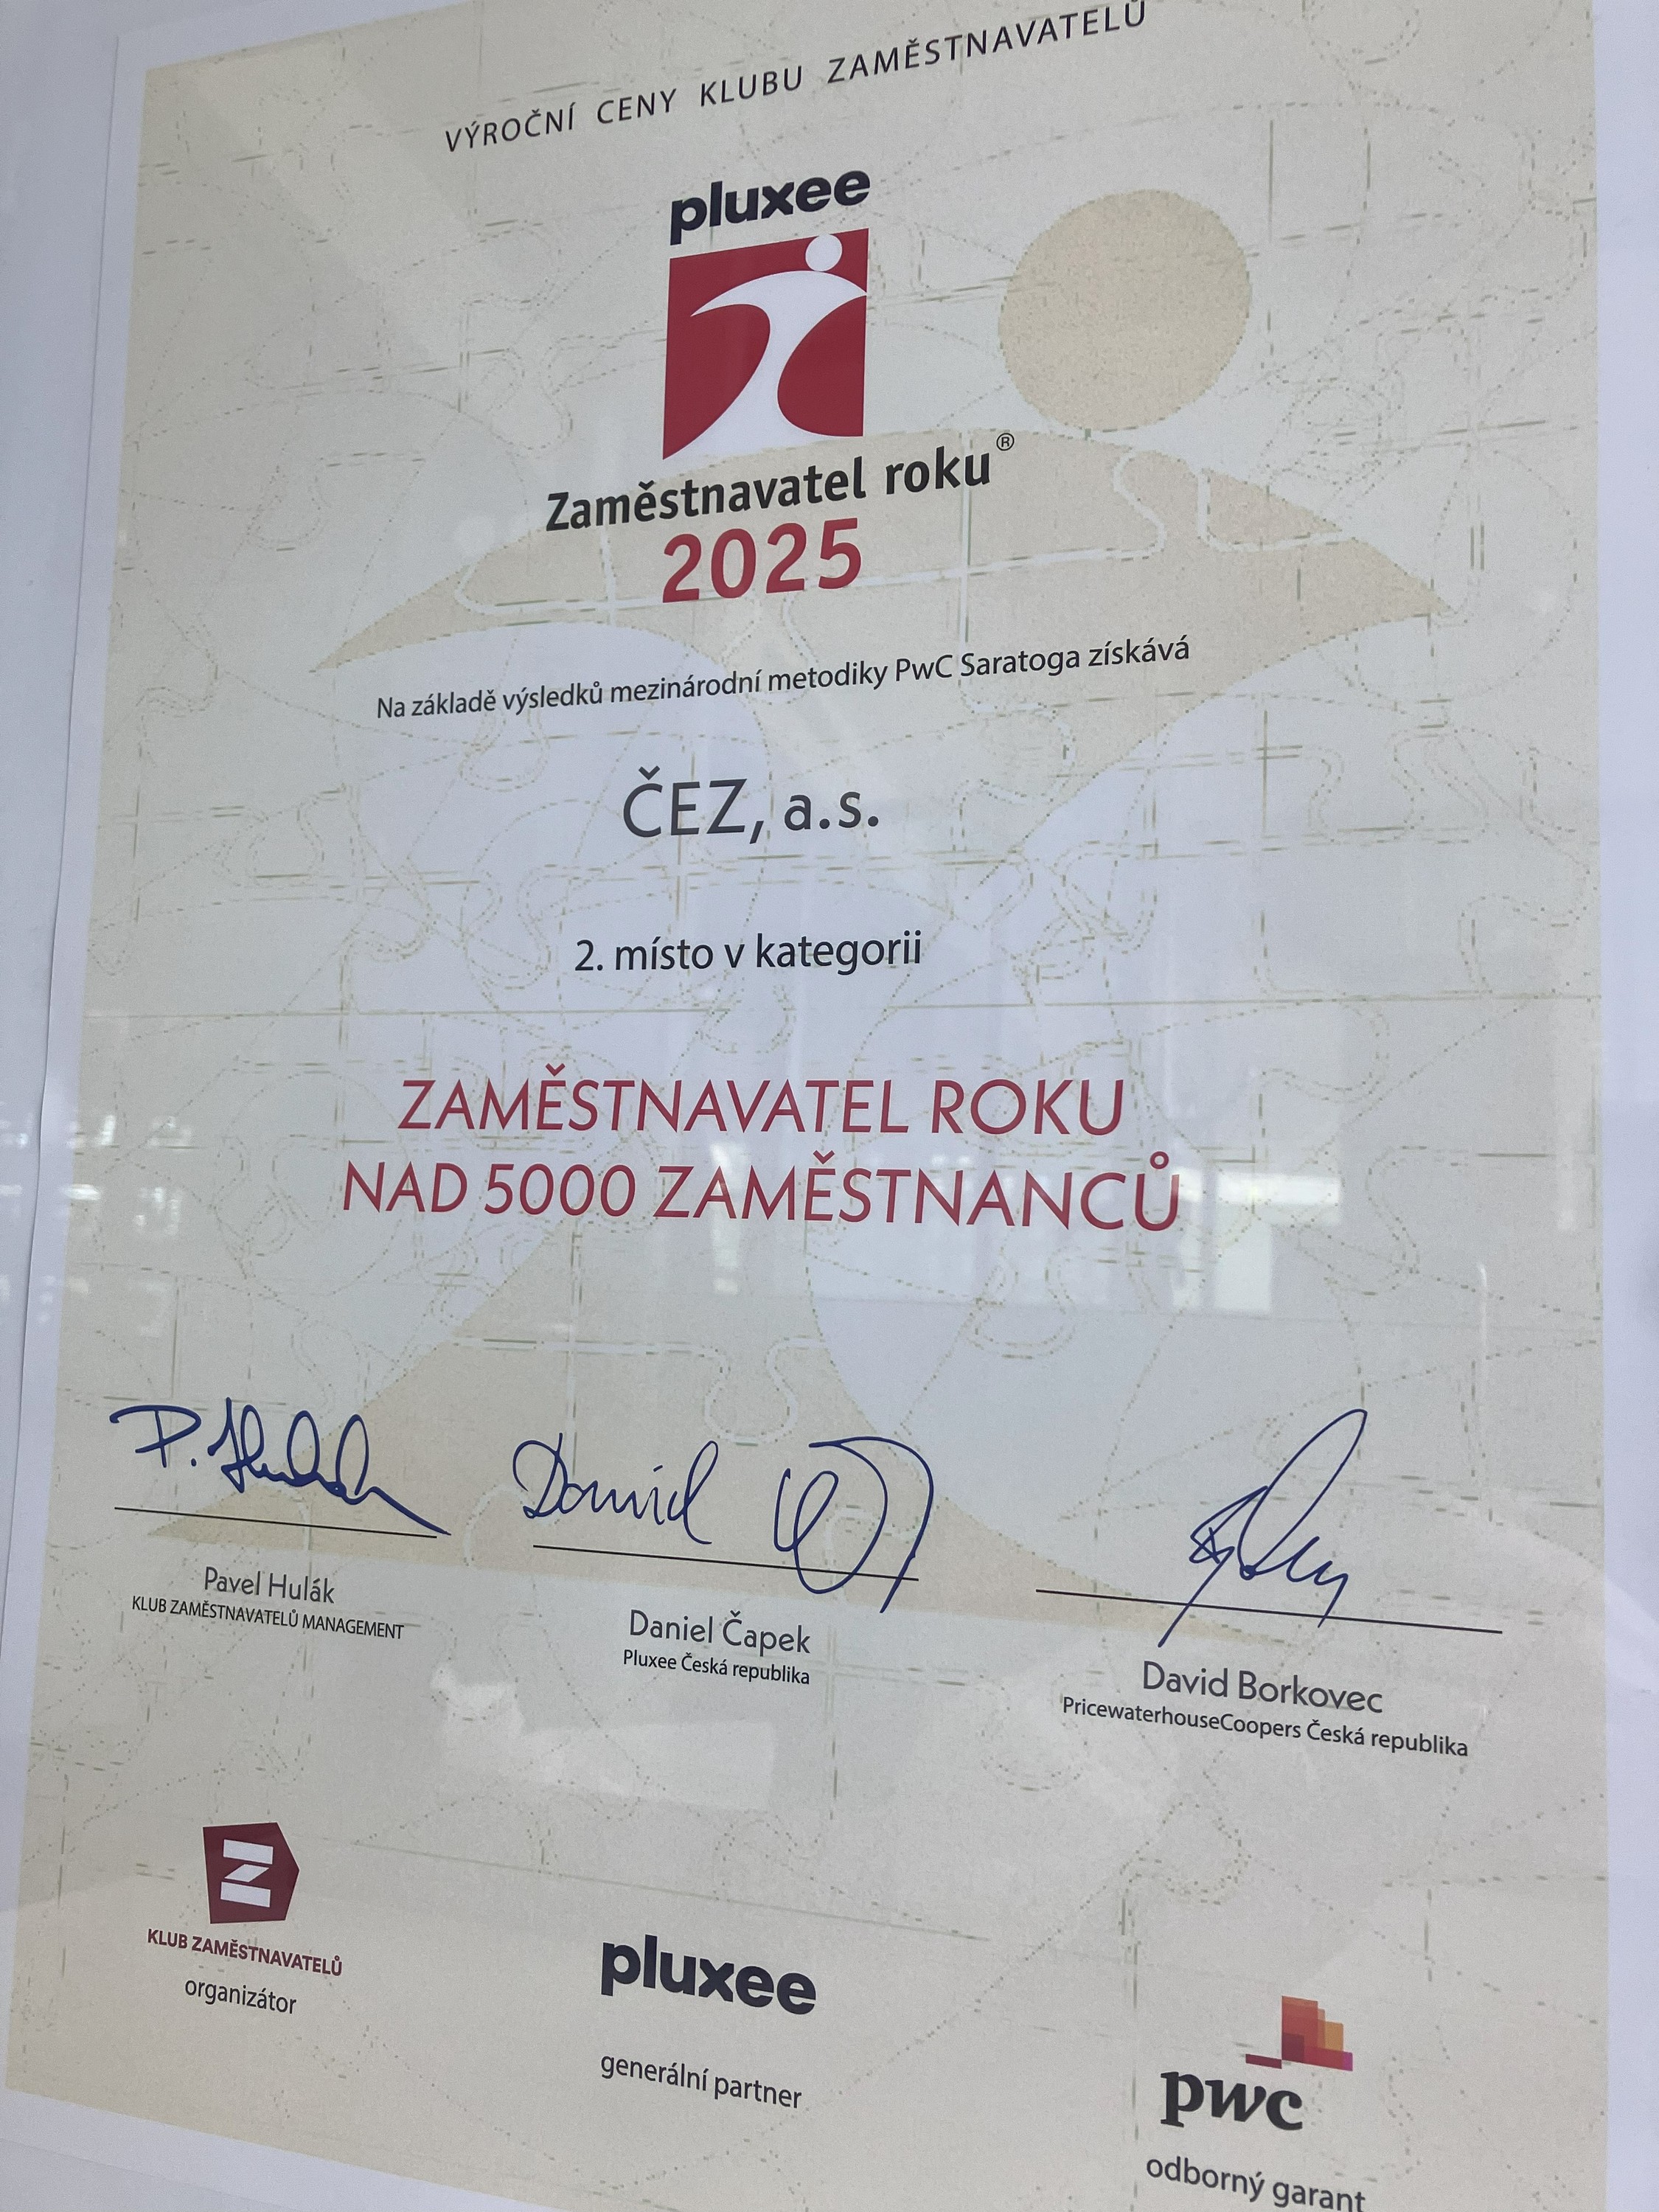 VÝROČNÍ CENY KLUBU ZAMĚSTNAVATELŮ
pluxee
Zaměstnavatel roku®
2025
Na základě výsledků mezinárodní metodiky PwC Saratoga získává
ČEZ, a.s.
2. místo v kategorii
ZAMĚSTNAVATEL ROKU
NAD 5000 ZAMĚSTNANCŮ
P. Hulák
Daniel
Pavel Hulák
KLUB ZAMĚSTNAVATELŮ MANAGEMENT
Daniel Čapek
Pluxee Česká republika
David Borkovec
PricewaterhouseCoopers Česká republika
Z
KLUB ZAMĚSTNAVATELŮ
organizátor
pluxee
generální partner
pwc
odborný garant